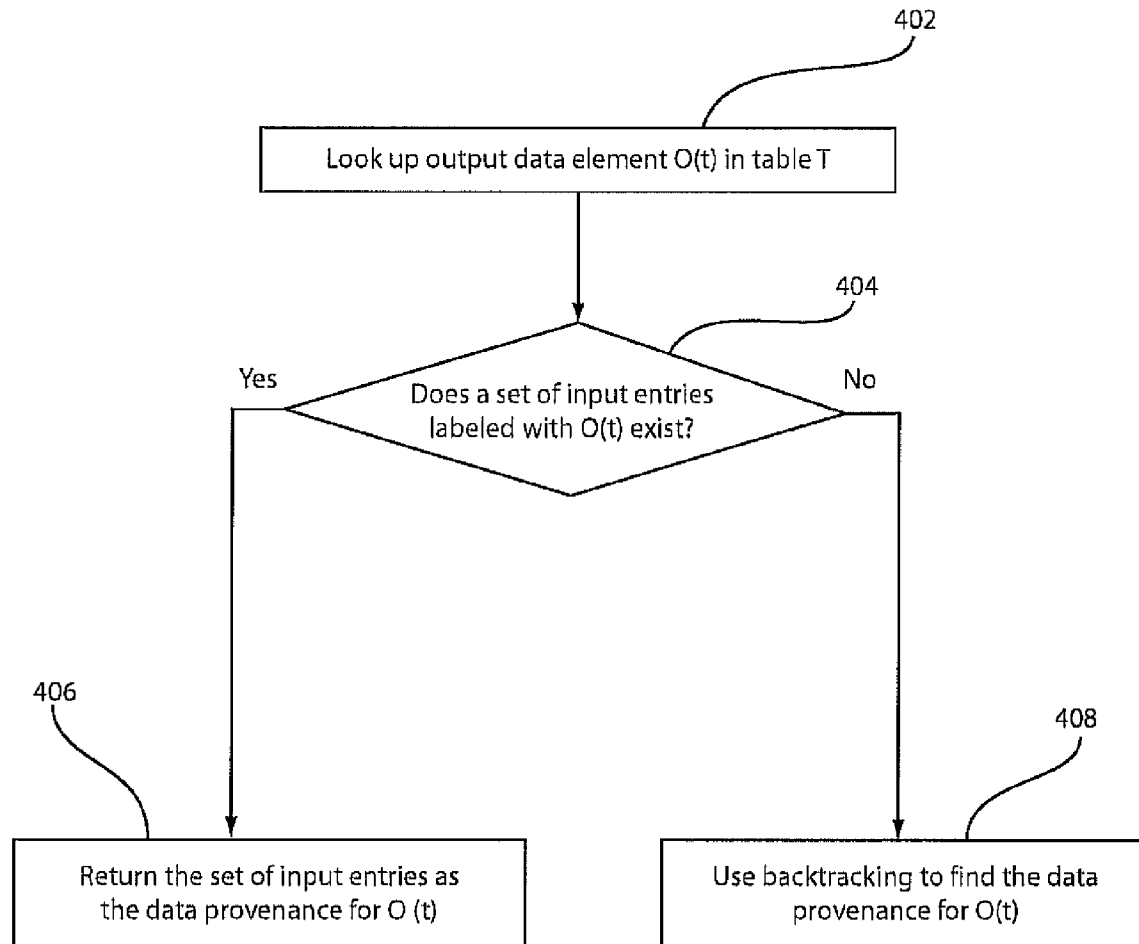 402
Look up output data element O(t) in table T
404
Yes
No
Does a set of input entries
labeled with O(t) exist?
406
408
Return the set of input entries as
the data provenance for O (t)
Use backtracking to find the data
provenance for O(t)